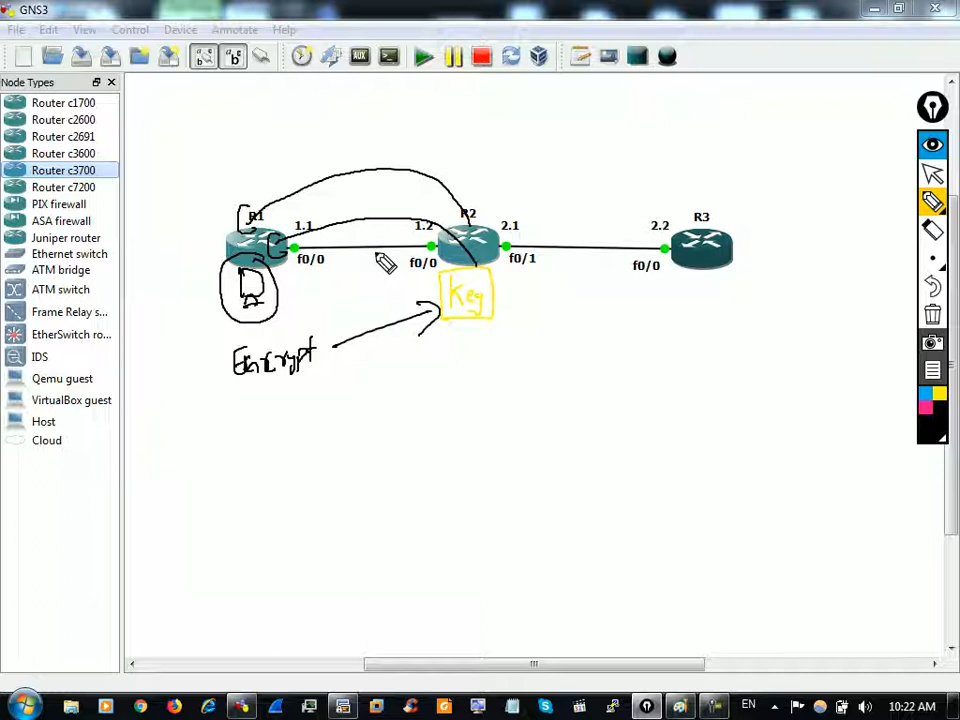 GNS3
File Edit View Control Device Annotate Help
Node Types
Router c1700
Router c2600
Router c2691
Router c3600
Router c3700
Router c7200
PIX firewall
ASA firewall
Juniper router
Ethernet switch
ATM bridge
ATM switch
Frame Relay s...
EtherSwitch ro...
IDS
Qemu guest
VirtualBox guest
Host
Cloud
AUX
R1
R2
R3
1.1
1.2
2.1
2.2
f0/0
f0/0
f0/1
f0/0
D
Key
Encrypt
EN
10:22 AM